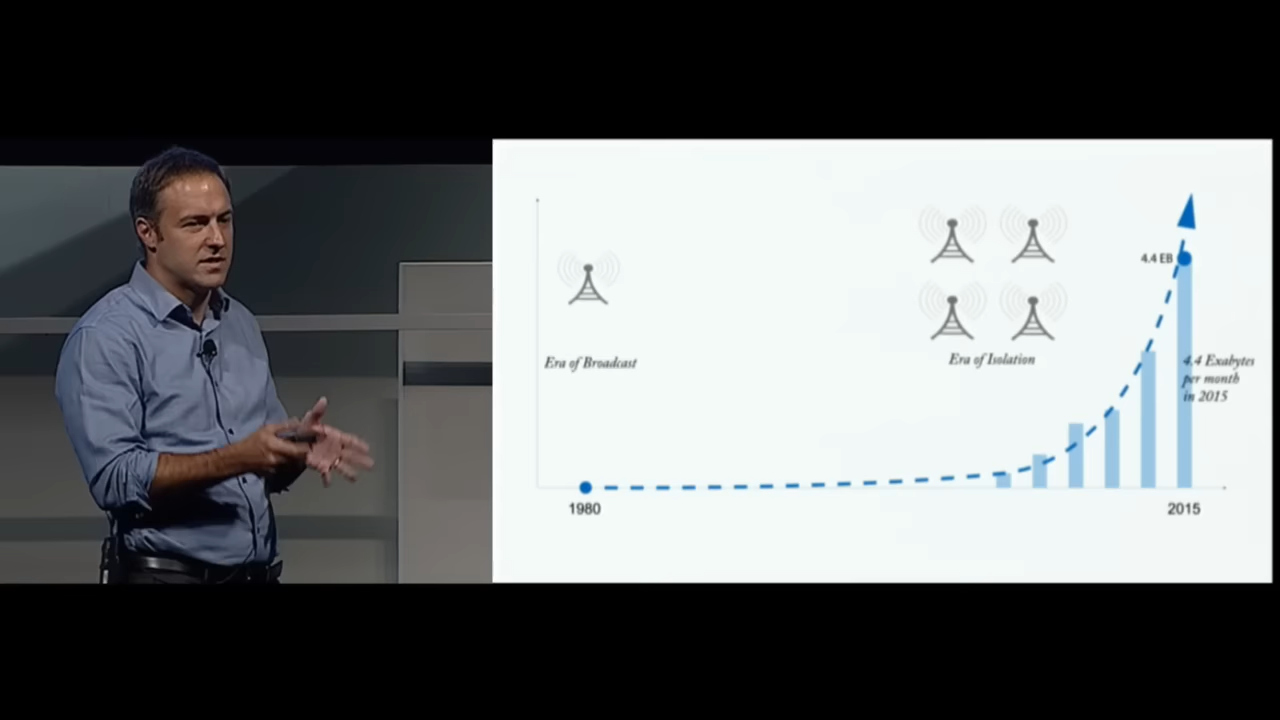 Era of Broadcast
Era of Isolation
4.4 EB
4.4 Exabytes
per month
in 2015
1980
2015